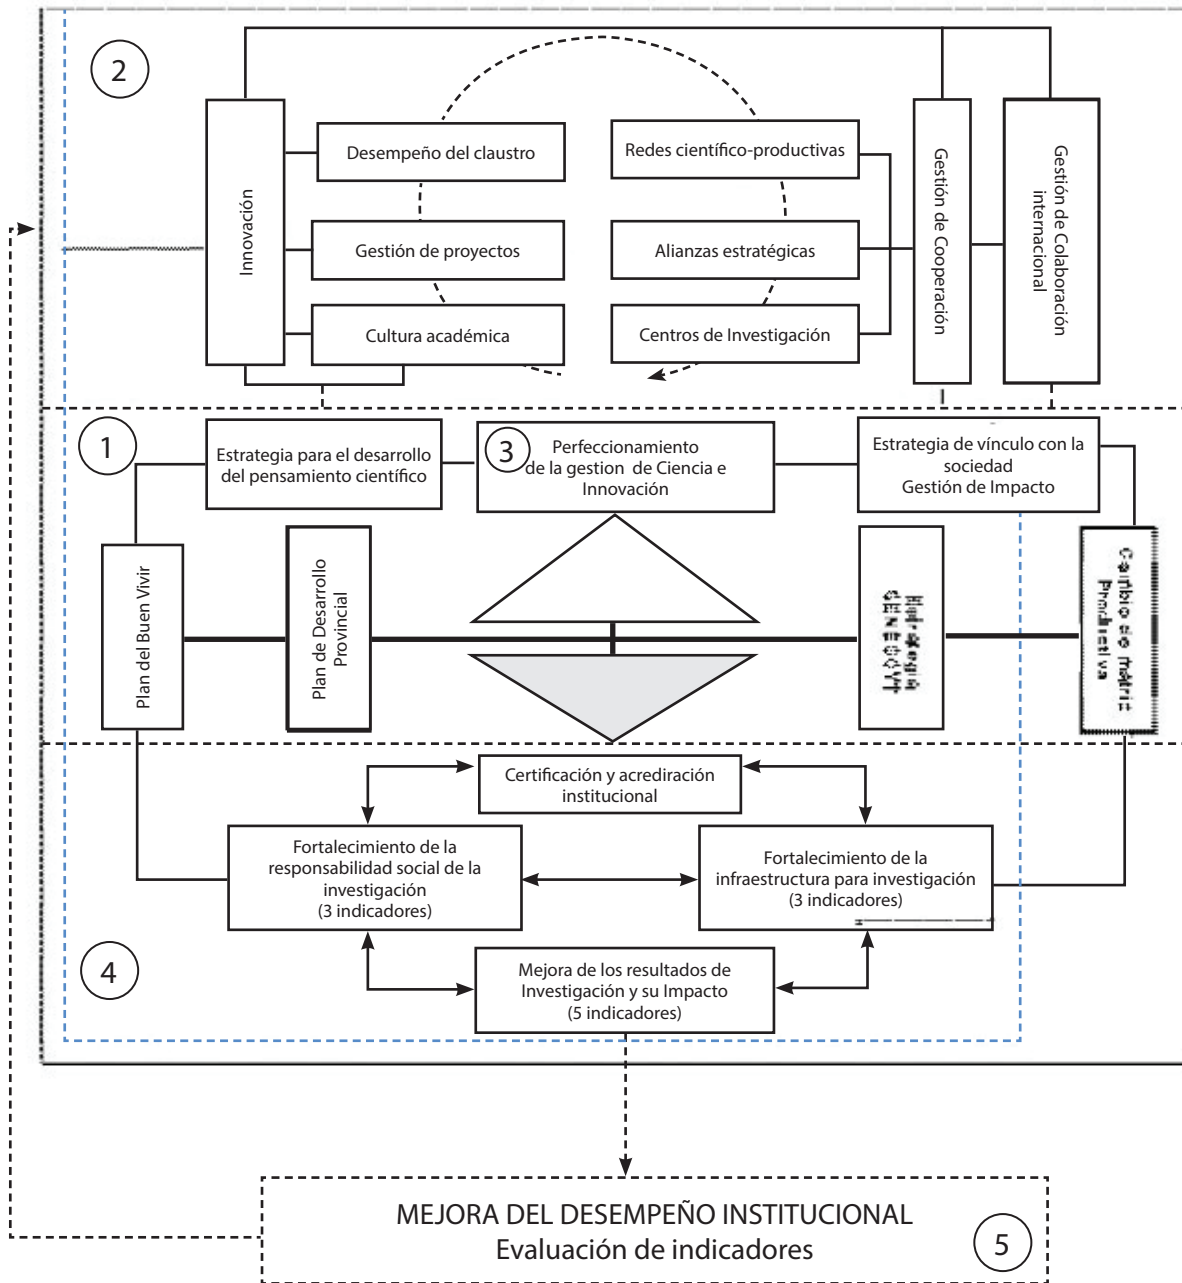 2
Innovación
Desempeño del claustro
Gestión de proyectos
Cultura académica
Redes científico-productivas
Alianzas estratégicas
Centros de Investigación
Gestión de Cooperación
Gestión de Colaboración
internacional
1
Estrategia para el desarrollo
del pensamiento científico
3
Perfeccionamiento
de la gestion de Ciencia e
Innovación
Estrategia de vínculo con la
sociedad
Gestión de Impacto
Plan del Buen Vivir
Plan de Desarrollo
Provincial
Cambio de matriz
Productiva
Certificación y acrediración
institucional
Fortalecimiento de la
responsabilidad social de la
investigación
(3 indicadores)
Fortalecimiento de la
infraestructura para investigación
(3 indicadores)
4
Mejora de los resultados de
Investigación y su Impacto
(5 indicadores)
MEJORA DEL DESEMPEÑO INSTITUCIONAL
Evaluación de indicadores
5